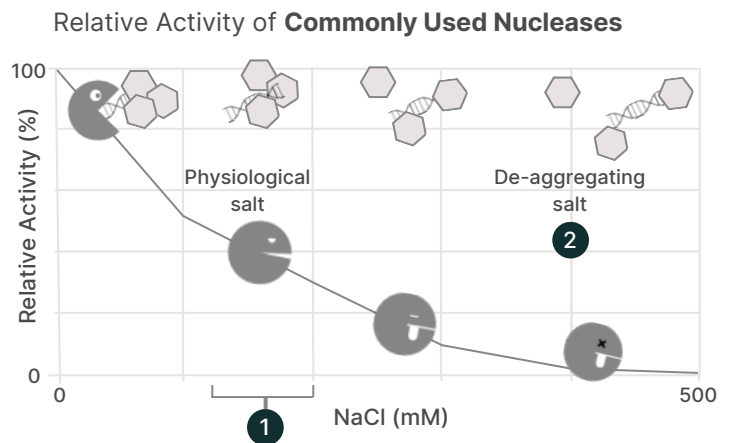 Relative Activity of Commonly Used Nucleases
100
Relative Activity (%)
Physiological
salt
De-aggregating
salt
2
0
0
500
NaCl (mM)
1